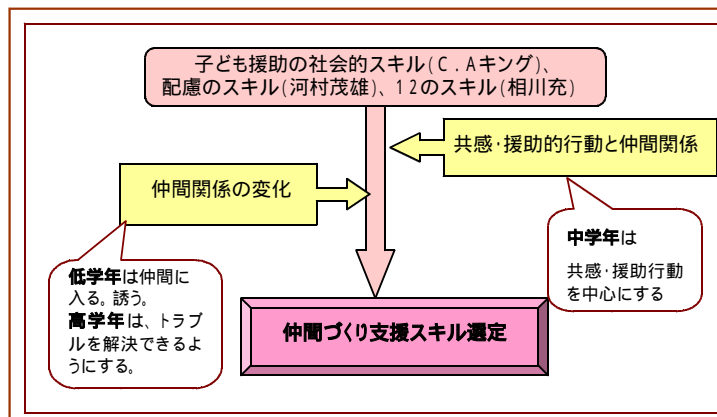 子ども援助の社会的スキル(C．Aキング)、
配慮のスキル(河村茂雄)、12のスキル(相川充)
共感・援助的行動と仲間関係
仲間関係の変化
中学年は
共感・援助行動
を中心にする
低学年は仲間に
入る。誘う。
高学年は、トラブ
ルを解決できるよ
うにする。
仲間づくり支援スキル選定